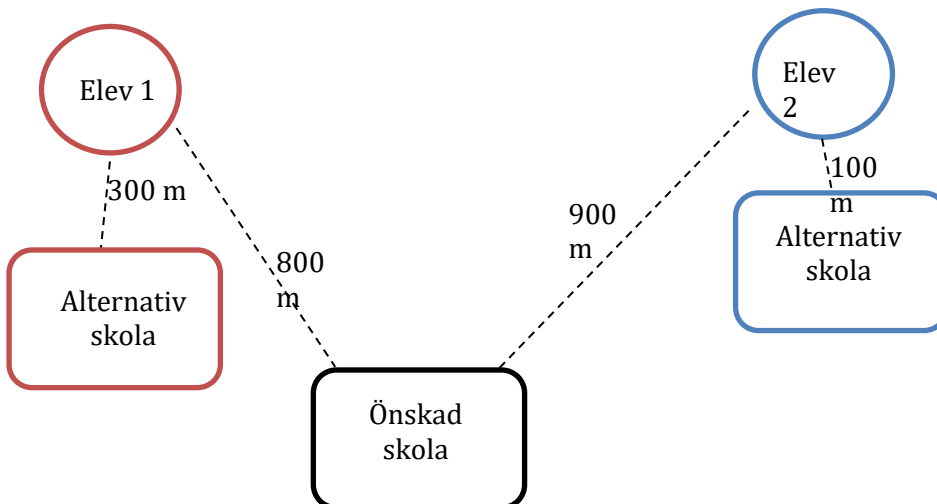 Elev 1
Elev
2
300 m
100
m
900
m
800
m
Alternativ
skola
Alternativ
skola
Önskad
skola